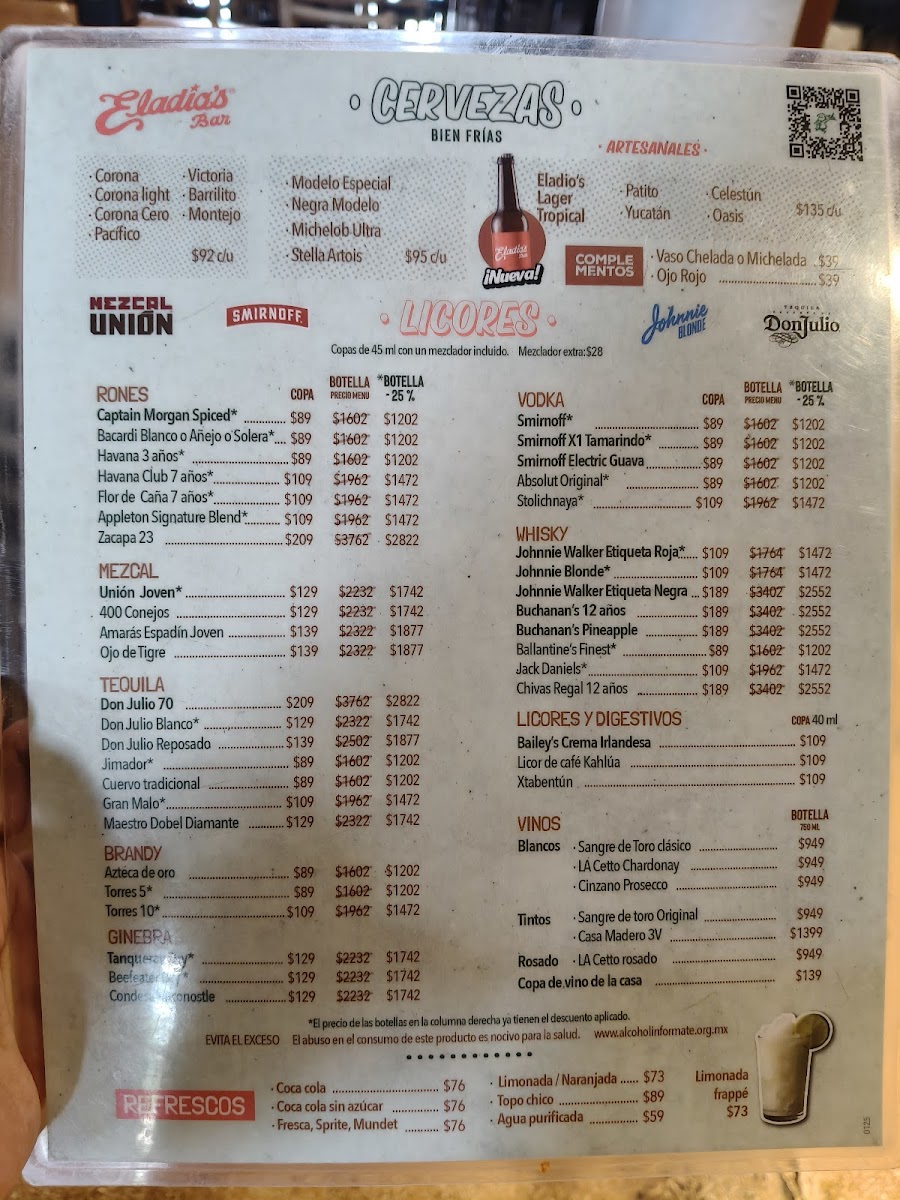 Eladio's Bar
CERVEZAS
BIEN FRÍAS
· Corona
· Corona light
· Corona Cero
· Pacífico
· Victoria
· Barrilito
· Montejo
$92 c/u
· Modelo Especial
· Negra Modelo
· Michelob Ultra
· Stella Artois
$95 c/u
Eladio's
¡Nueva!
· ARTESANALES ·
Eladio's
Lager
Tropical
· Patito
· Yucatán
· Celestún
· Oasis
$135 c/u
COMPLE
MENTOS
· Vaso Chelada o Michelada .. $39
· Ojo Rojo .......... $39
MEZCAL
UNIÓN
SMIRNOFF
· LICORES ·
Johnnie
BLONDE
TEQUILA
Don Julio
Copas de 45 ml con un mezclador incluido. Mezclador extra:$28
RONES COPA BOTELLA PRECIO MENU *BOTELLA - 25 %
Captain Morgan Spiced* .......... $89 $1602 $1202
Bacardi Blanco o Añejo o Solera*... $89 $1602 $1202
Havana 3 años* .......... $89 $1602 $1202
Havana Club 7 años* .......... $109 $1962 $1472
Flor de Caña 7 años* .......... $109 $1962 $1472
Appleton Signature Blend* .......... $109 $1962 $1472
Zacapa 23 .......... $209 $3762 $2822
MEZCAL
Unión Joven* .......... $129 $2232 $1742
400 Conejos .......... $129 $2232 $1742
Amarás Espadín Joven .......... $139 $2322 $1877
Ojo de Tigre .......... $139 $2322 $1877
TEQUILA
Don Julio 70 .......... $209 $3762 $2822
Don Julio Blanco* .......... $129 $2322 $1742
Don Julio Reposado .......... $139 $2502 $1877
Jimador* .......... $89 $1602 $1202
Cuervo tradicional .......... $89 $1602 $1202
Gran Malo* .......... $109 $1962 $1472
Maestro Dobel Diamante .......... $129 $2322 $1742
BRANDY
Azteca de oro .......... $89 $1602 $1202
Torres 5* .......... $89 $1602 $1202
Torres 10* .......... $109 $1962 $1472
GINEBRA
Tanqueray .......... $129 $2232 $1742
Beefeater .......... $129 $2232 $1742
Condesa .......... $129 $2232 $1742
VODKA COPA BOTELLA PRECIO MENU *BOTELLA - 25 %
Smirnoff* .......... $89 $1602 $1202
Smirnoff X1 Tamarindo* .......... $89 $1602 $1202
Smirnoff Electric Guava .......... $89 $1602 $1202
Absolut Original* .......... $89 $1602 $1202
Stolichnaya* .......... $109 $1962 $1472
WHISKY
Johnnie Walker Etiqueta Roja*.... $109 $1764 $1472
Johnnie Blonde* .......... $109 $1764 $1472
Johnnie Walker Etiqueta Negra .. $189 $3402 $2552
Buchanan's 12 años .......... $189 $3402 $2552
Buchanan's Pineapple .......... $189 $3402 $2552
Ballantine's Finest* .......... $89 $1602 $1202
Jack Daniels* .......... $109 $1962 $1472
Chivas Regal 12 años .......... $189 $3402 $2552
LICORES Y DIGESTIVOS COPA 40 ml
Bailey's Crema Irlandesa .......... $109
Licor de café Kahlúa .......... $109
Xtabentún .......... $109
VINOS BOTELLA 750 ML
Blancos · Sangre de Toro clásico .......... $949
· LA Cetto Chardonay .......... $949
· Cinzano Prosecco .......... $949
Tintos · Sangre de toro Original .......... $949
· Casa Madero 3V .......... $1399
Rosado · LA Cetto rosado .......... $949
Copa de vino de la casa .......... $139
*El precio de las botellas en la columna derecha ya tienen el descuento aplicado.
EVITA EL EXCESO El abuso en el consumo de este producto es nocivo para la salud. www.alcoholinformate.org.mx
REFRESCOS
· Coca cola .......... $76
· Coca cola sin azúcar .......... $76
· Fresca, Sprite, Mundet .......... $76
· Limonada / Naranjada ...... $73
· Topo chico .......... $89
· Agua purificada .......... $59
Limonada
frappé
$73
0125